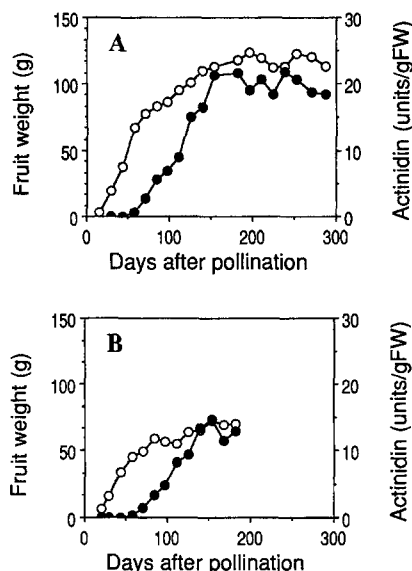 A
150
100
50
0
Fruit weight (g)
30
20
10
0
Actinidin (units/gFW)
0 100 200 300
Days after pollination
B
150
100
50
0
Fruit weight (g)
30
20
10
0
Actinidin (units/gFW)
0 100 200 300
Days after pollination